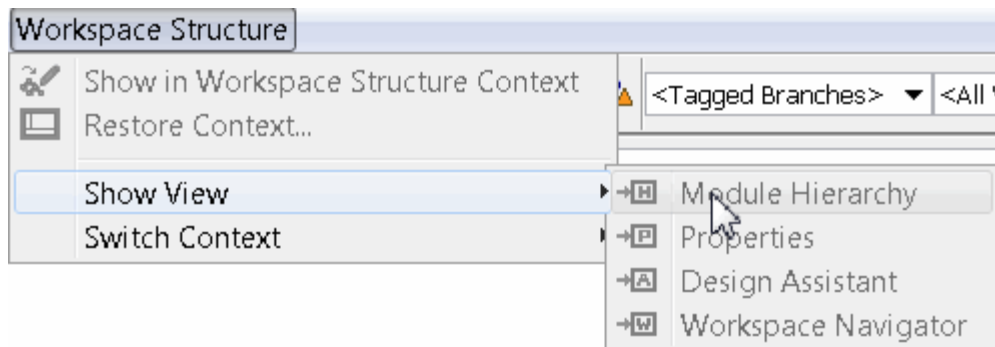 Workspace Structure
Show in Workspace Structure Context
Restore Context...
<Tagged Branches>
<All
Show View
Switch Context
H Module Hierarchy
P Properties
A Design Assistant
W Workspace Navigator